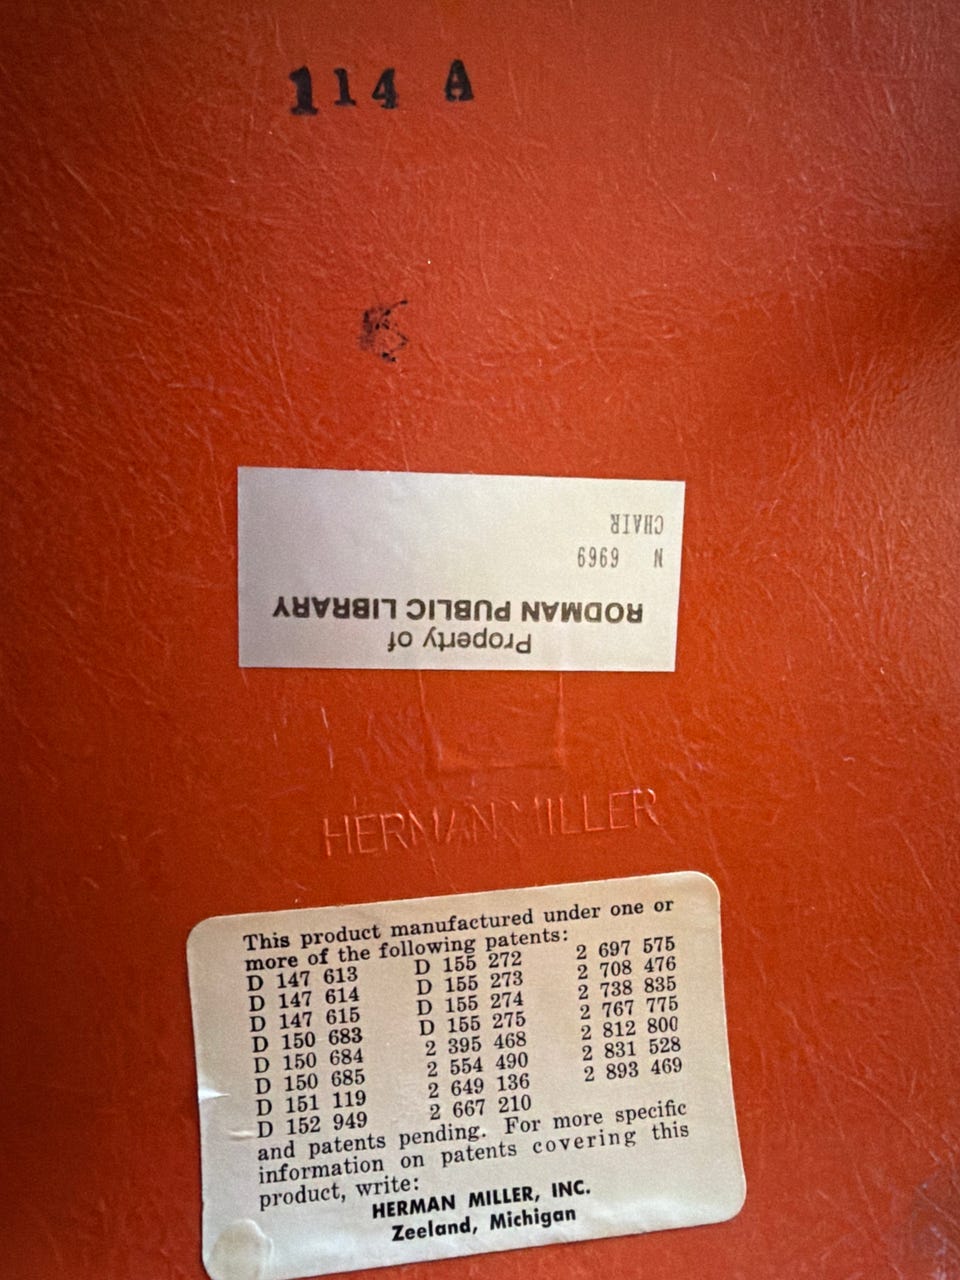 114 A
Property of
RODMAN PUBLIC LIBRARY
N 6969
CHAIR
HERMAN MILLER
This product manufactured under one or
more of the following patents:
D 147 613 D 155 272 2 697 575
D 147 614 D 155 273 2 708 476
D 147 615 D 155 274 2 738 835
D 150 683 D 155 275 2 767 775
D 150 684 2 395 468 2 812 800
D 150 685 2 554 490 2 831 528
D 151 119 2 649 136 2 893 469
D 152 949 2 667 210
and patents pending. For more specific
information on patents covering this
product, write:
HERMAN MILLER, INC.
Zeeland, Michigan